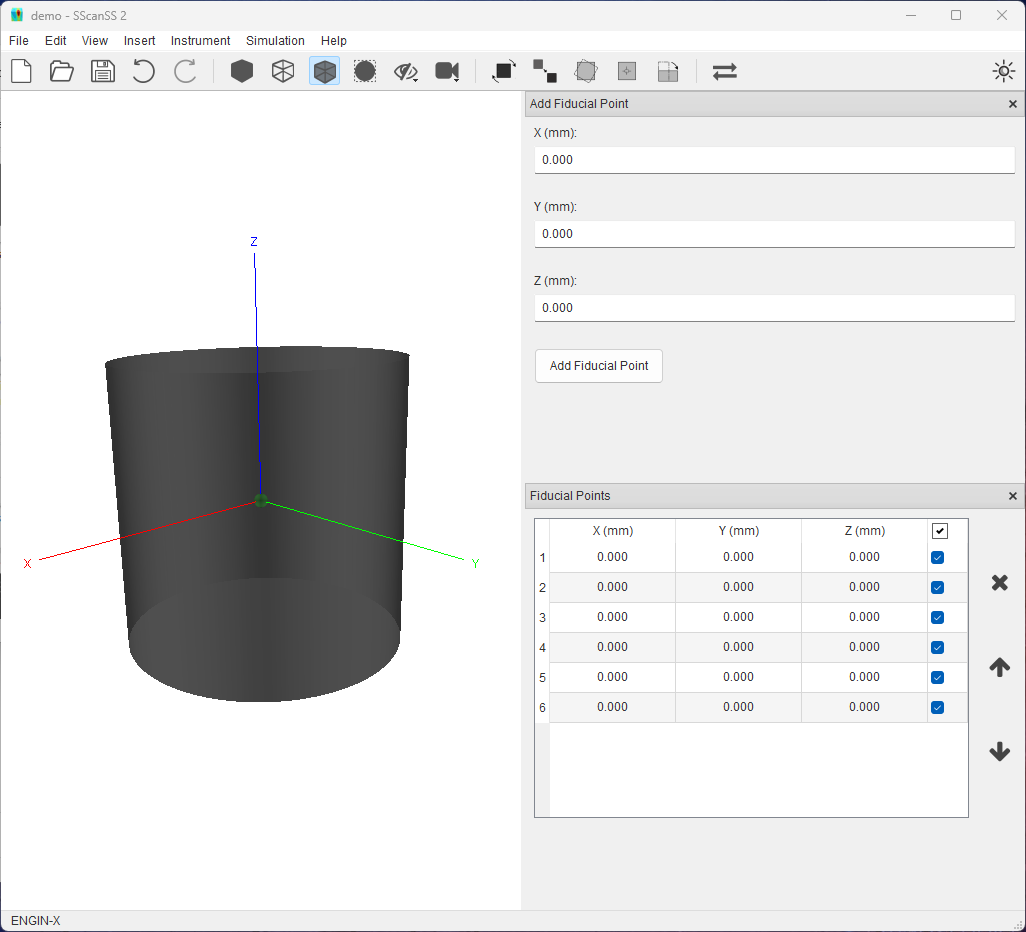 demo - SScanSS 2
File Edit View Insert Instrument Simulation Help
Add Fiducial Point
X (mm):
0.000
Y (mm):
0.000
Z (mm):
0.000
Add Fiducial Point
Z
X
Y
Fiducial Points
X (mm) Y (mm) Z (mm)
1 0.000 0.000 0.000
2 0.000 0.000 0.000
3 0.000 0.000 0.000
4 0.000 0.000 0.000
5 0.000 0.000 0.000
6 0.000 0.000 0.000
ENGIN-X